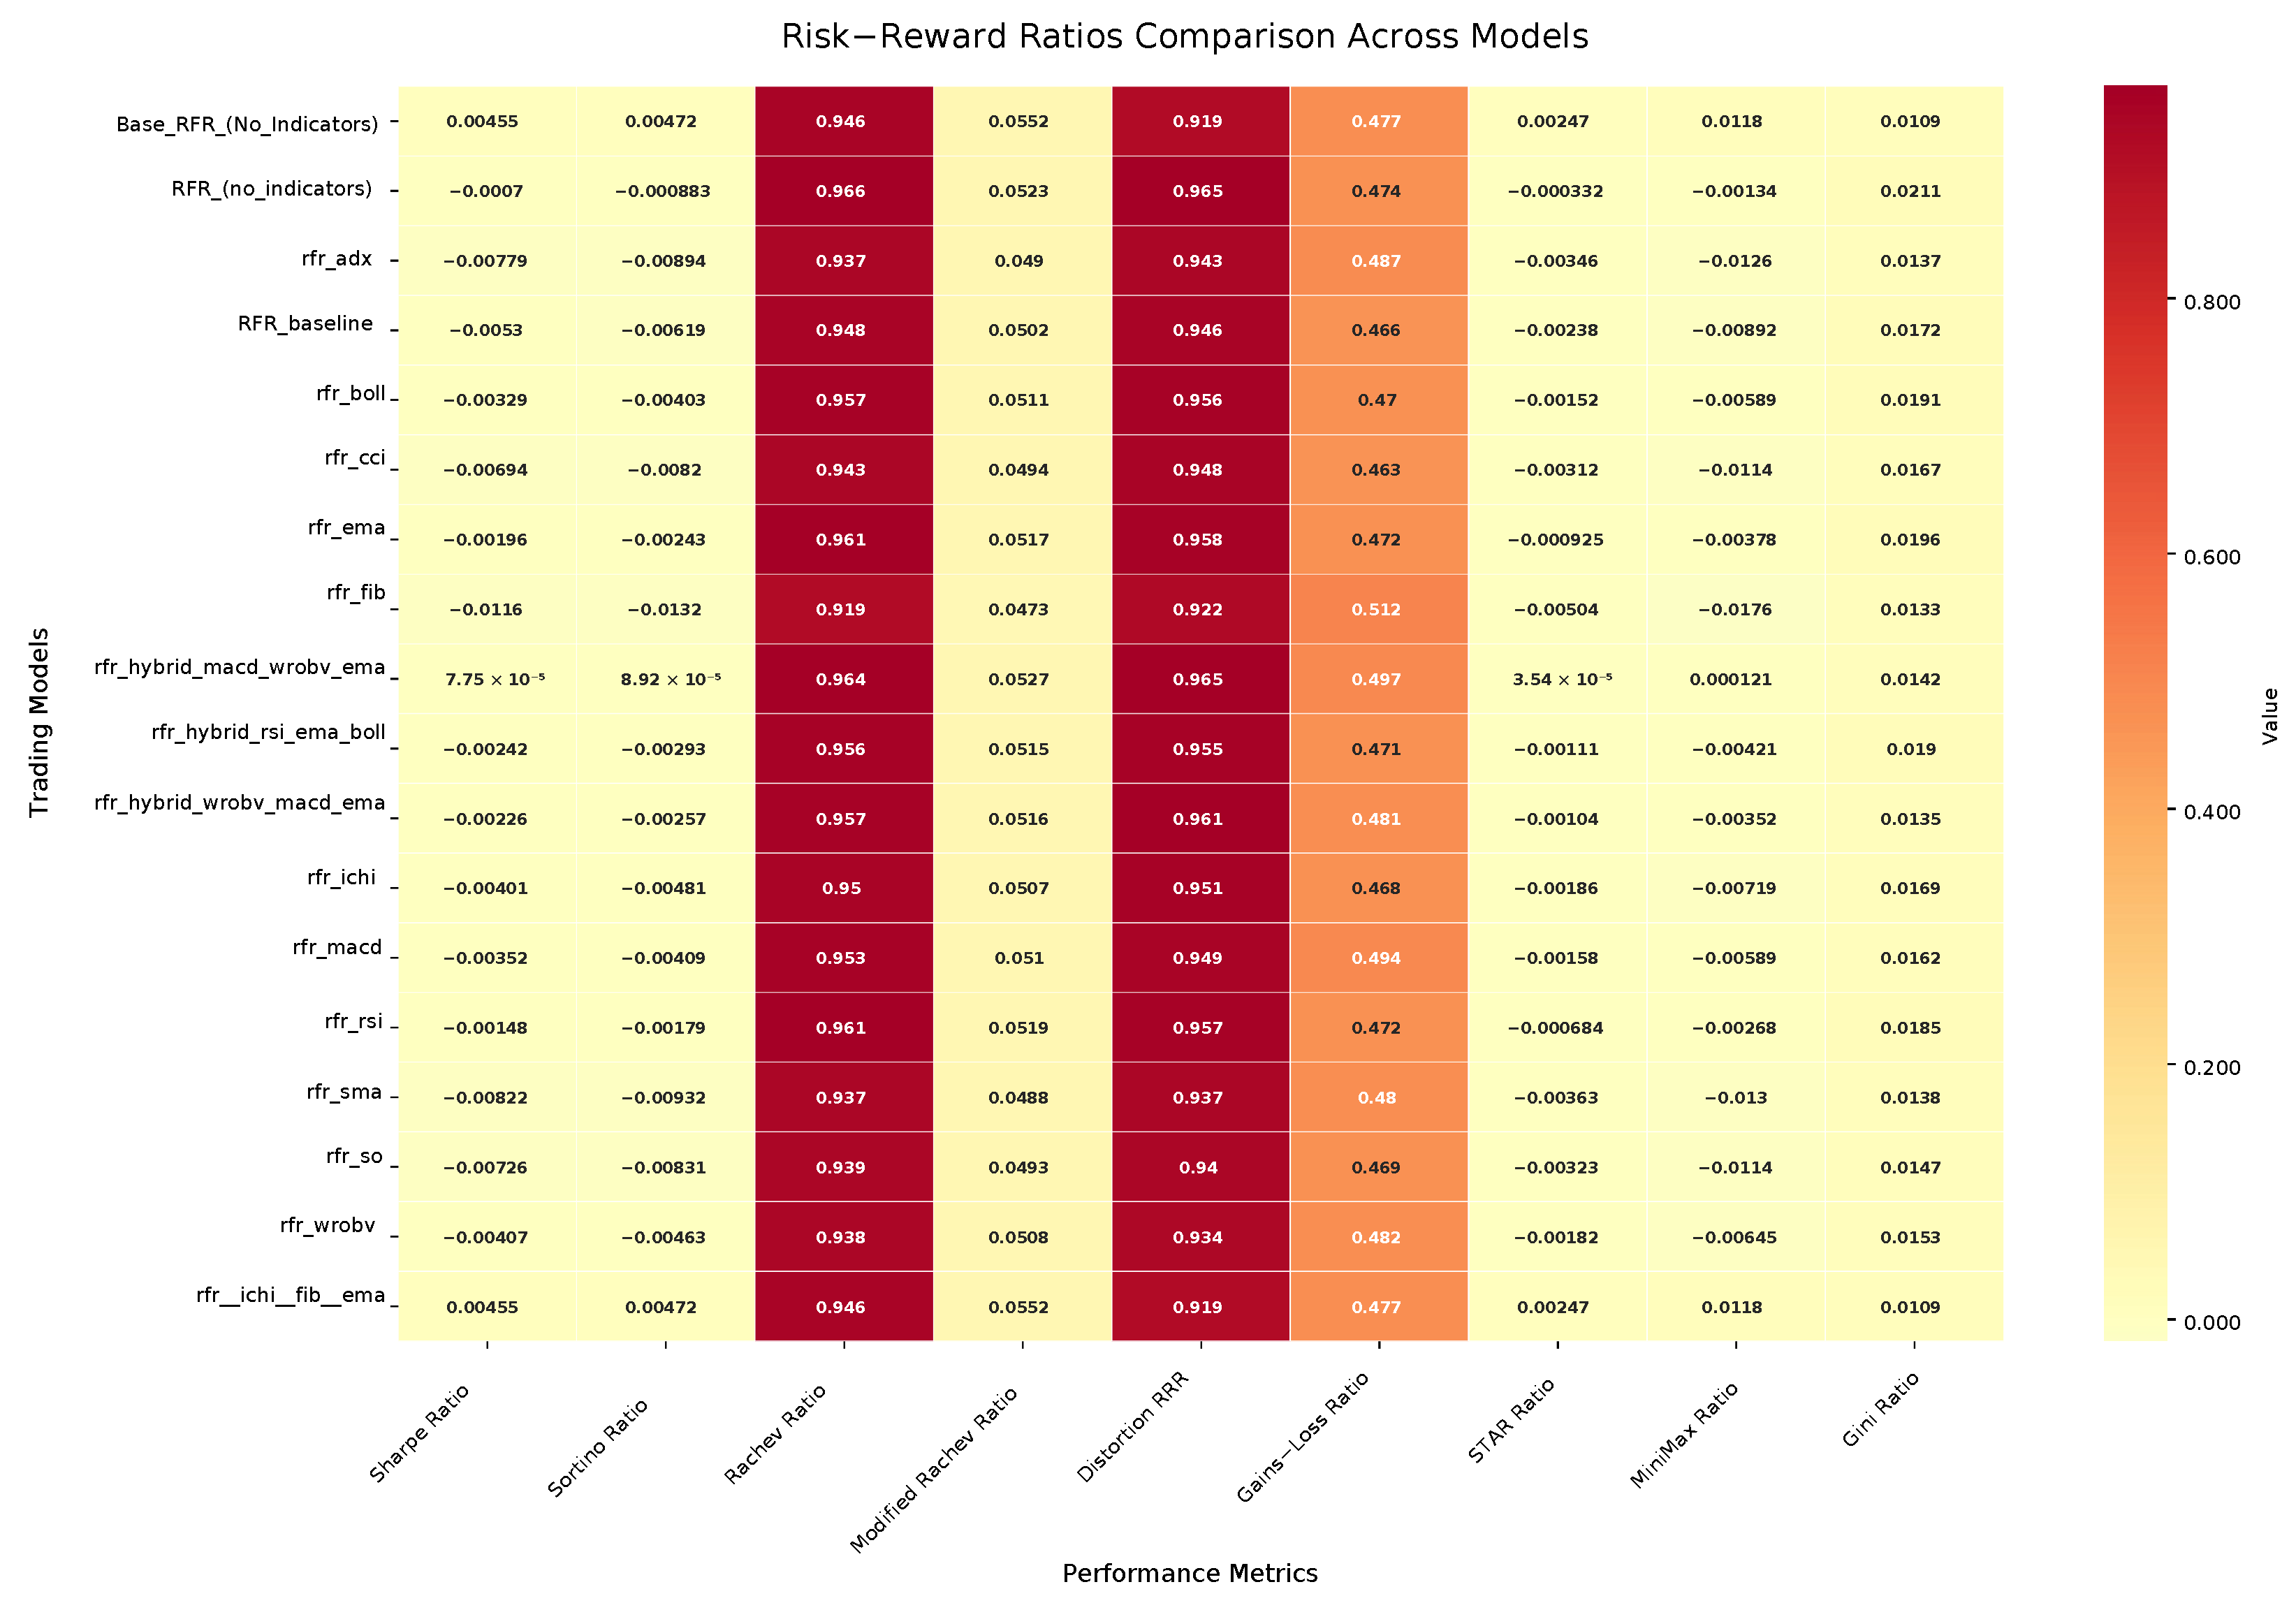 Risk−Reward Ratios Comparison Across Models
Base_RFR_(No_Indicators) 0.00455 0.00472 0.946 0.0552 0.919 0.477 0.00247 0.0118 0.0109
RFR_(no_indicators) −0.0007 −0.000883 0.966 0.0523 0.965 0.474 −0.000332 −0.00134 0.0211
rfr_adx −0.00779 −0.00894 0.937 0.049 0.943 0.487 −0.00346 −0.0126 0.0137
RFR_baseline −0.0053 −0.00619 0.948 0.0502 0.946 0.466 −0.00238 −0.00892 0.0172
rfr_boll −0.00329 −0.00403 0.957 0.0511 0.956 0.47 −0.00152 −0.00589 0.0191
rfr_cci −0.00694 −0.0082 0.943 0.0494 0.948 0.463 −0.00312 −0.0114 0.0167
rfr_ema −0.00196 −0.00243 0.961 0.0517 0.958 0.472 −0.000925 −0.00378 0.0196
rfr_fib −0.0116 −0.0132 0.919 0.0473 0.922 0.512 −0.00504 −0.0176 0.0133
rfr_hybrid_macd_wrobv_ema 7.75 × 10⁻⁵ 8.92 × 10⁻⁵ 0.964 0.0527 0.965 0.497 3.54 × 10⁻⁵ 0.000121 0.0142
rfr_hybrid_rsi_ema_boll −0.00242 −0.00293 0.956 0.0515 0.955 0.471 −0.00111 −0.00421 0.019
rfr_hybrid_wrobv_macd_ema −0.00226 −0.00257 0.957 0.0516 0.961 0.481 −0.00104 −0.00352 0.0135
rfr_ichi −0.00401 −0.00481 0.95 0.0507 0.951 0.468 −0.00186 −0.00719 0.0169
rfr_macd −0.00352 −0.00409 0.953 0.051 0.949 0.494 −0.00158 −0.00589 0.0162
rfr_rsi −0.00148 −0.00179 0.961 0.0519 0.957 0.472 −0.000684 −0.00268 0.0185
rfr_sma −0.00822 −0.00932 0.937 0.0488 0.937 0.48 −0.00363 −0.013 0.0138
rfr_so −0.00726 −0.00831 0.939 0.0493 0.94 0.469 −0.00323 −0.0114 0.0147
rfr_wrobv −0.00407 −0.00463 0.938 0.0508 0.934 0.482 −0.00182 −0.00645 0.0153
rfr__ichi__fib__ema 0.00455 0.00472 0.946 0.0552 0.919 0.477 0.00247 0.0118 0.0109
Trading Models
Sharpe Ratio
Sortino Ratio
Rachev Ratio
Modified Rachev Ratio
Distortion RRR
Gains−Loss Ratio
STAR Ratio
MiniMax Ratio
Gini Ratio
Performance Metrics
0.800
0.600
0.400
0.200
0.000
Value